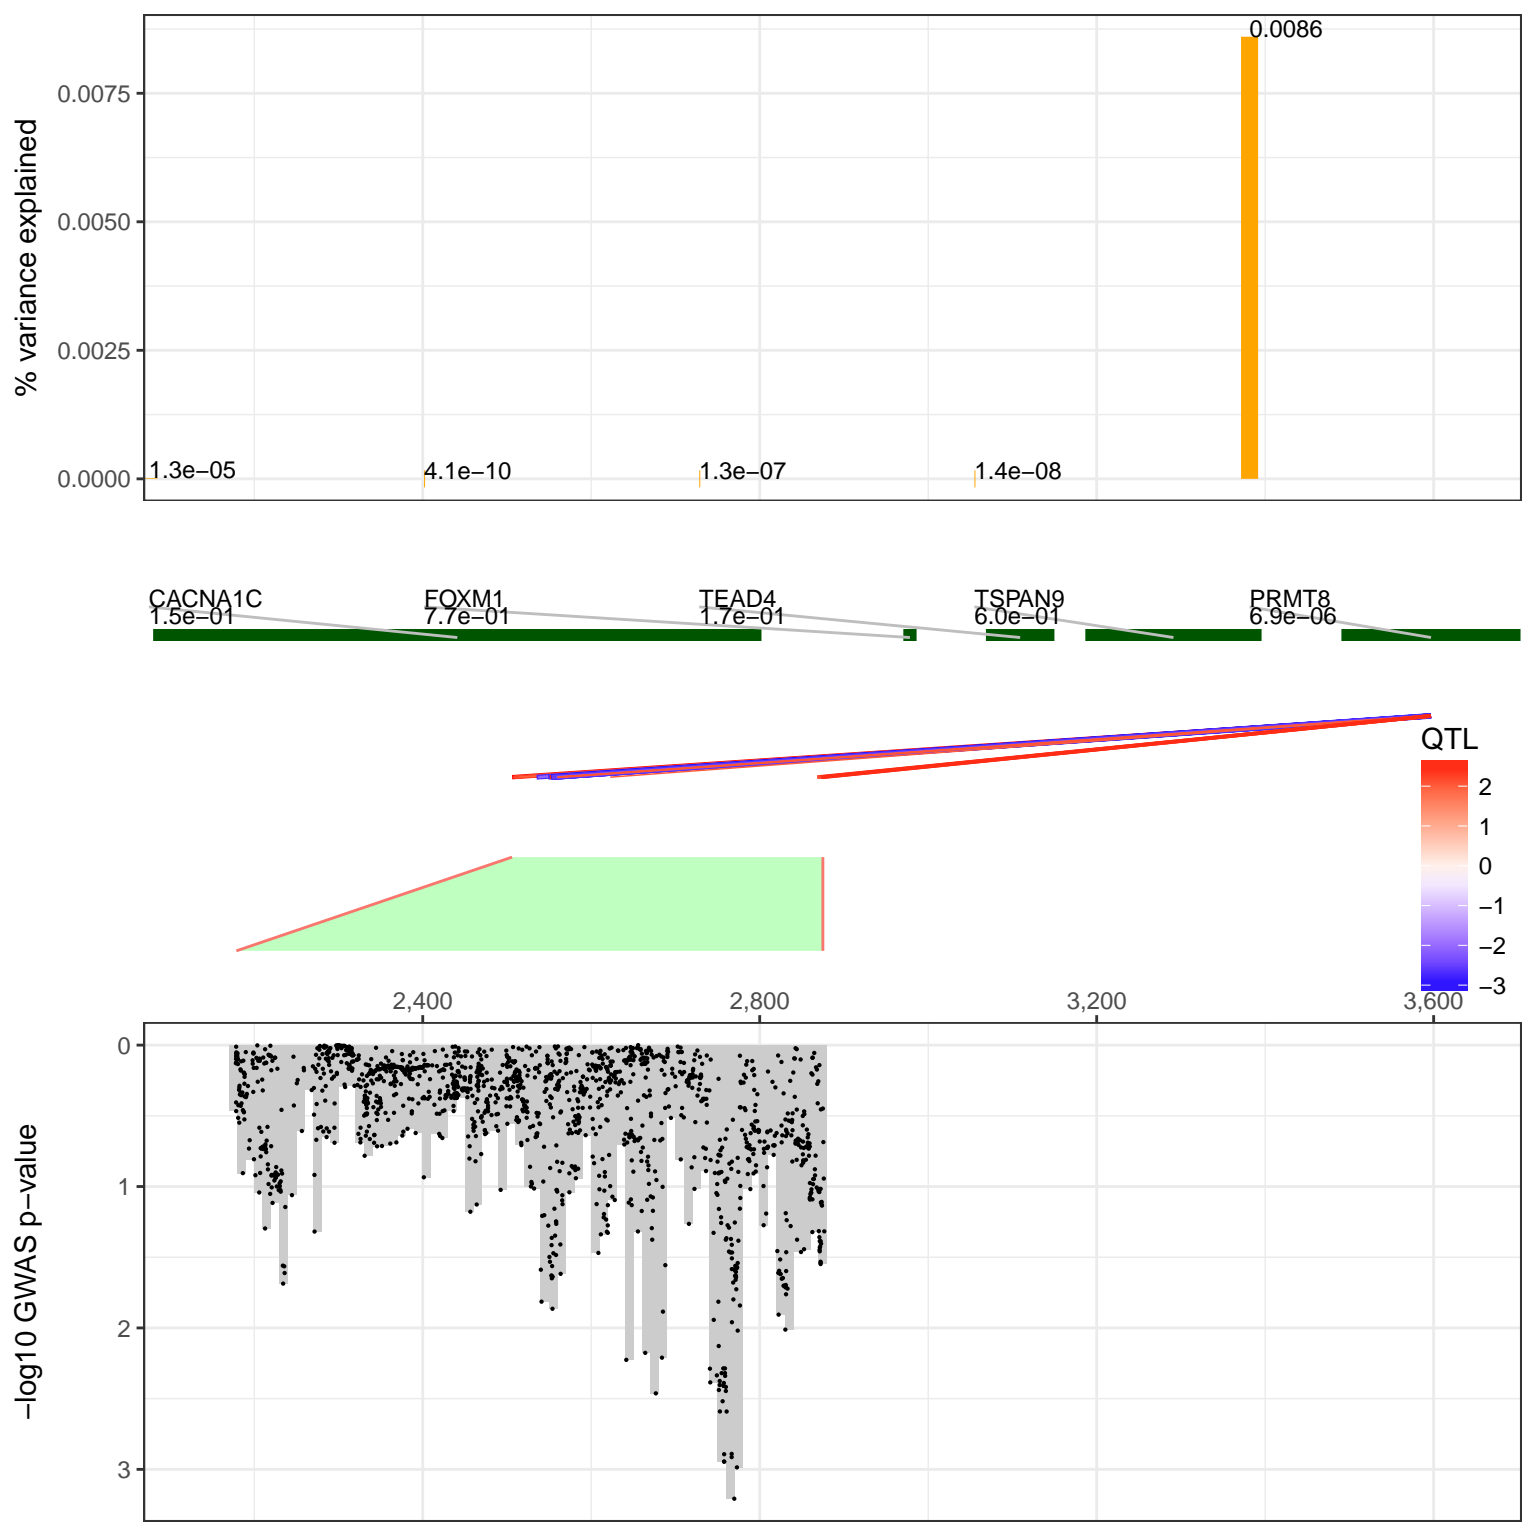 0.0086
0.0075
% variance explained
0.0050
0.0025
0.0000
1.3e−05
4.1e−10
1.3e−07
1.4e−08
CACNA1C FOXM1 TEAD4 TSPAN9 PRMT8
1.5e−01 7.7e−01 1.7e−01 6.0e−01 6.9e−06
QTL
2
1
0
−1
−2
−3
2,400 2,800 3,200 3,600
0
1
−log10 GWAS p−value
2
3